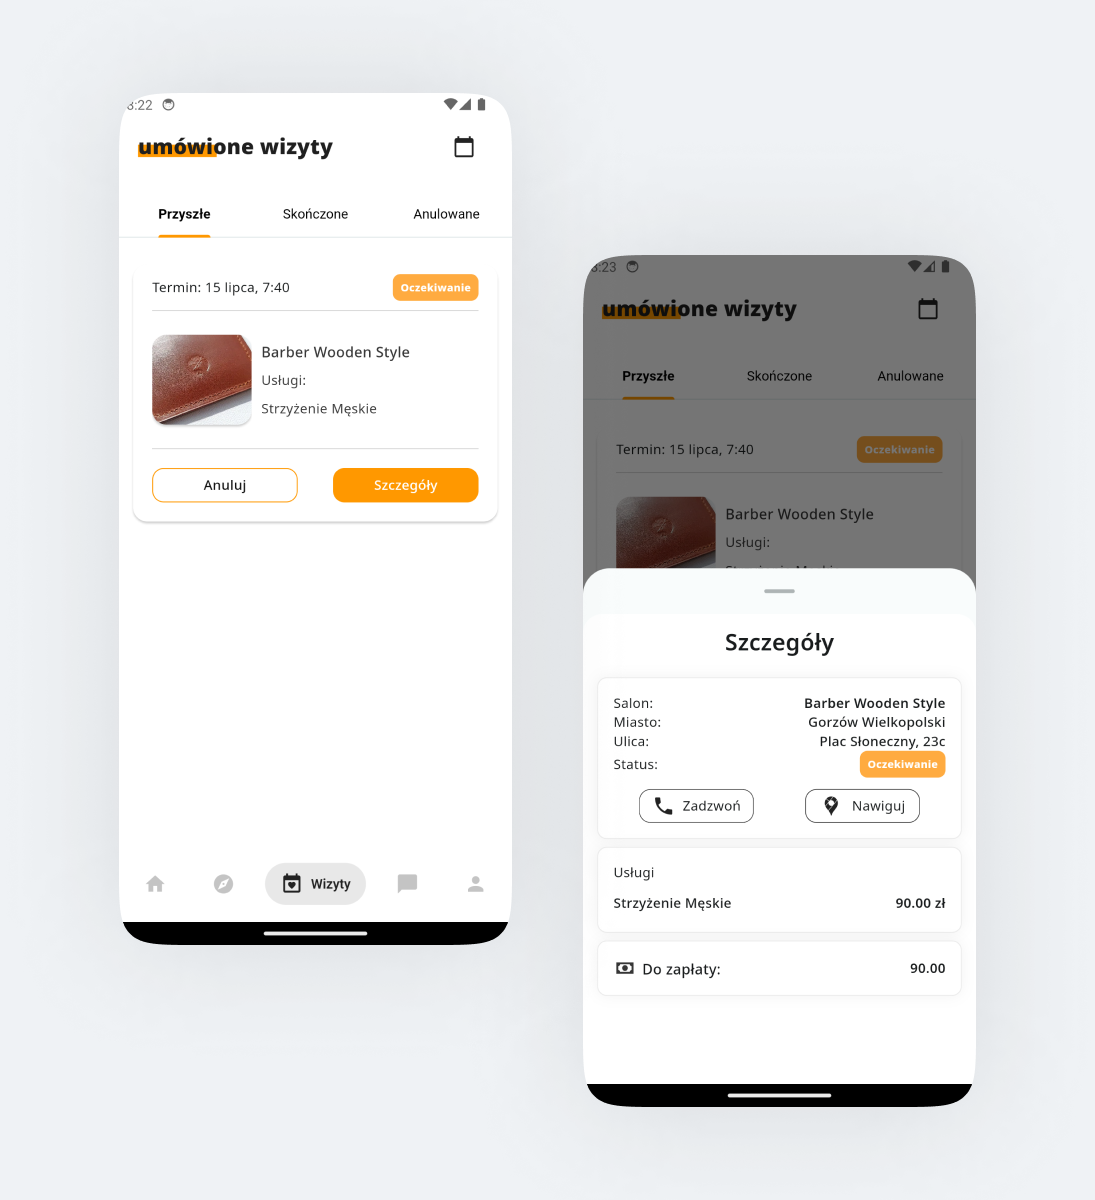 3:22
umówione wizyty
Przyszłe Skończone Anulowane
Termin: 15 lipca, 7:40 Oczekiwanie
Barber Wooden Style
Usługi:
Strzyżenie Męskie
Anuluj Szczegóły
Wizyty
3:23
umówione wizyty
Przyszłe Skończone Anulowane
Termin: 15 lipca, 7:40 Oczekiwanie
Barber Wooden Style
Usługi:
Szczegóły
Salon: Barber Wooden Style
Miasto: Gorzów Wielkopolski
Ulica: Plac Słoneczny, 23c
Status: Oczekiwanie
Zadzwoń Nawiguj
Usługi
Strzyżenie Męskie 90.00 zł
Do zapłaty: 90.00